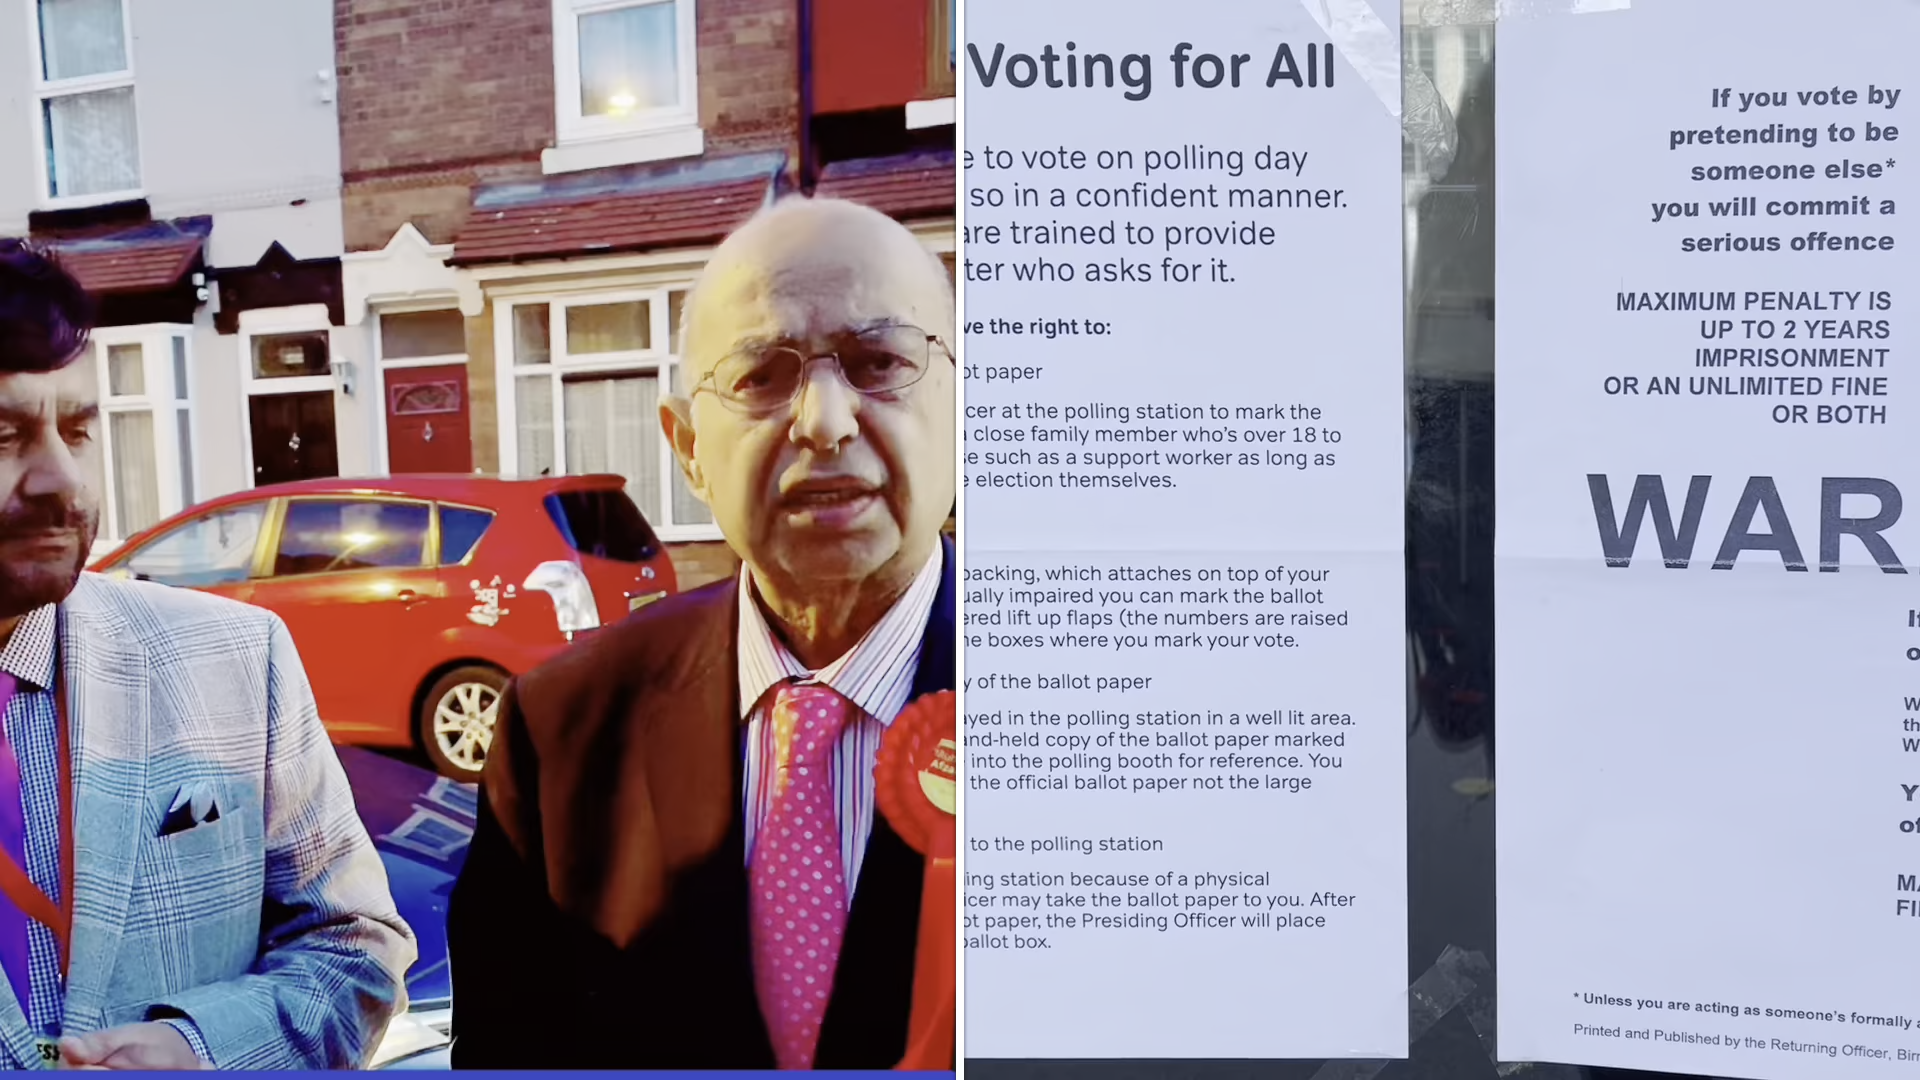 Voting for All
e to vote on polling day
so in a confident manner.
are trained to provide
ter who asks for it.
ve the right to:
ot paper
cer at the polling station to mark the
close family member who's over 18 to
se such as a support worker as long as
e election themselves.
packing, which attaches on top of your
ually impaired you can mark the ballot
ered lift up flaps (the numbers are raised
he boxes where you mark your vote.
y of the ballot paper
ayed in the polling station in a well lit area.
and-held copy of the ballot paper marked
into the polling booth for reference. You
the official ballot paper not the large
to the polling station
ing station because of a physical
icer may take the ballot paper to you. After
ot paper, the Presiding Officer will place
ballot box.
If you vote by
pretending to be
someone else*
you will commit a
serious offence
MAXIMUM PENALTY IS
UP TO 2 YEARS
IMPRISONMENT
OR AN UNLIMITED FINE
OR BOTH
WAR
If
o
W
th
W
Y
of
MA
FI
* Unless you are acting as someone's formally a
Printed and Published by the Returning Officer, Birm